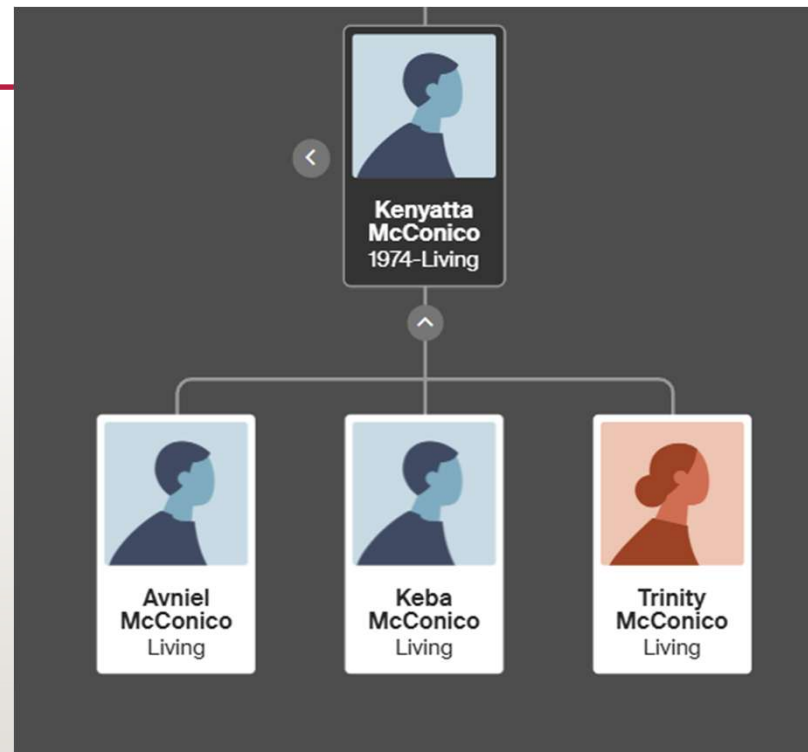 Kenyatta
McConico
1974-Living
Avniel
McConico
Living
Keba
McConico
Living
Trinity
McConico
Living